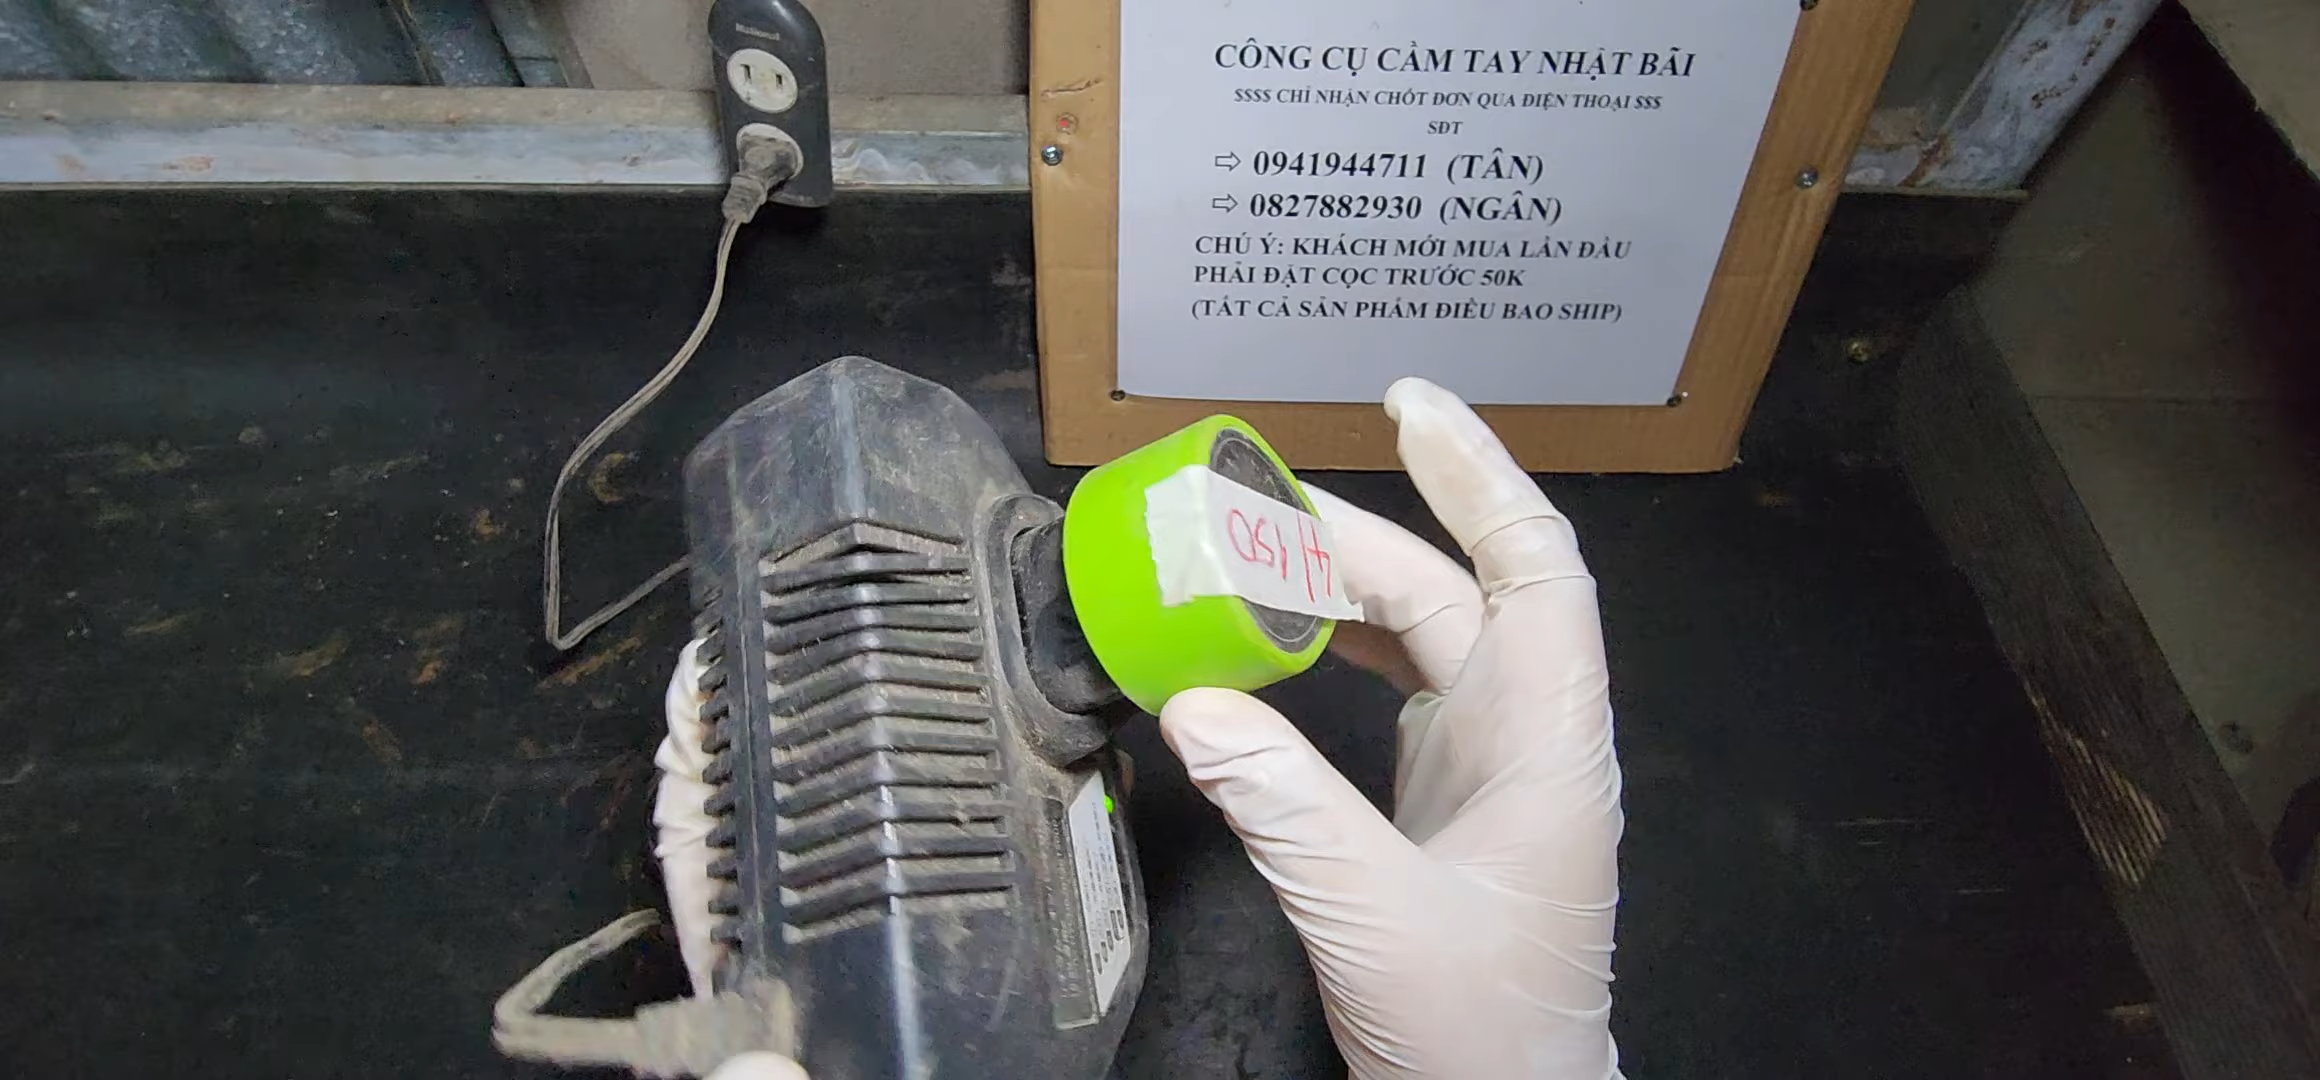 National
CÔNG CỤ CẦM TAY NHẬT BÃI
$$$$ CHỈ NHẬN CHỐT ĐƠN QUA ĐIỆN THOẠI $$$
SĐT
⇨ 0941944711 (TÂN)
⇨ 0827882930 (NGÂN)
CHÚ Ý: KHÁCH MỚI MUA LẦN ĐẦU
PHẢI ĐẶT CỌC TRƯỚC 50K
(TẤT CẢ SẢN PHẨM ĐIỀU BAO SHIP)
4/150